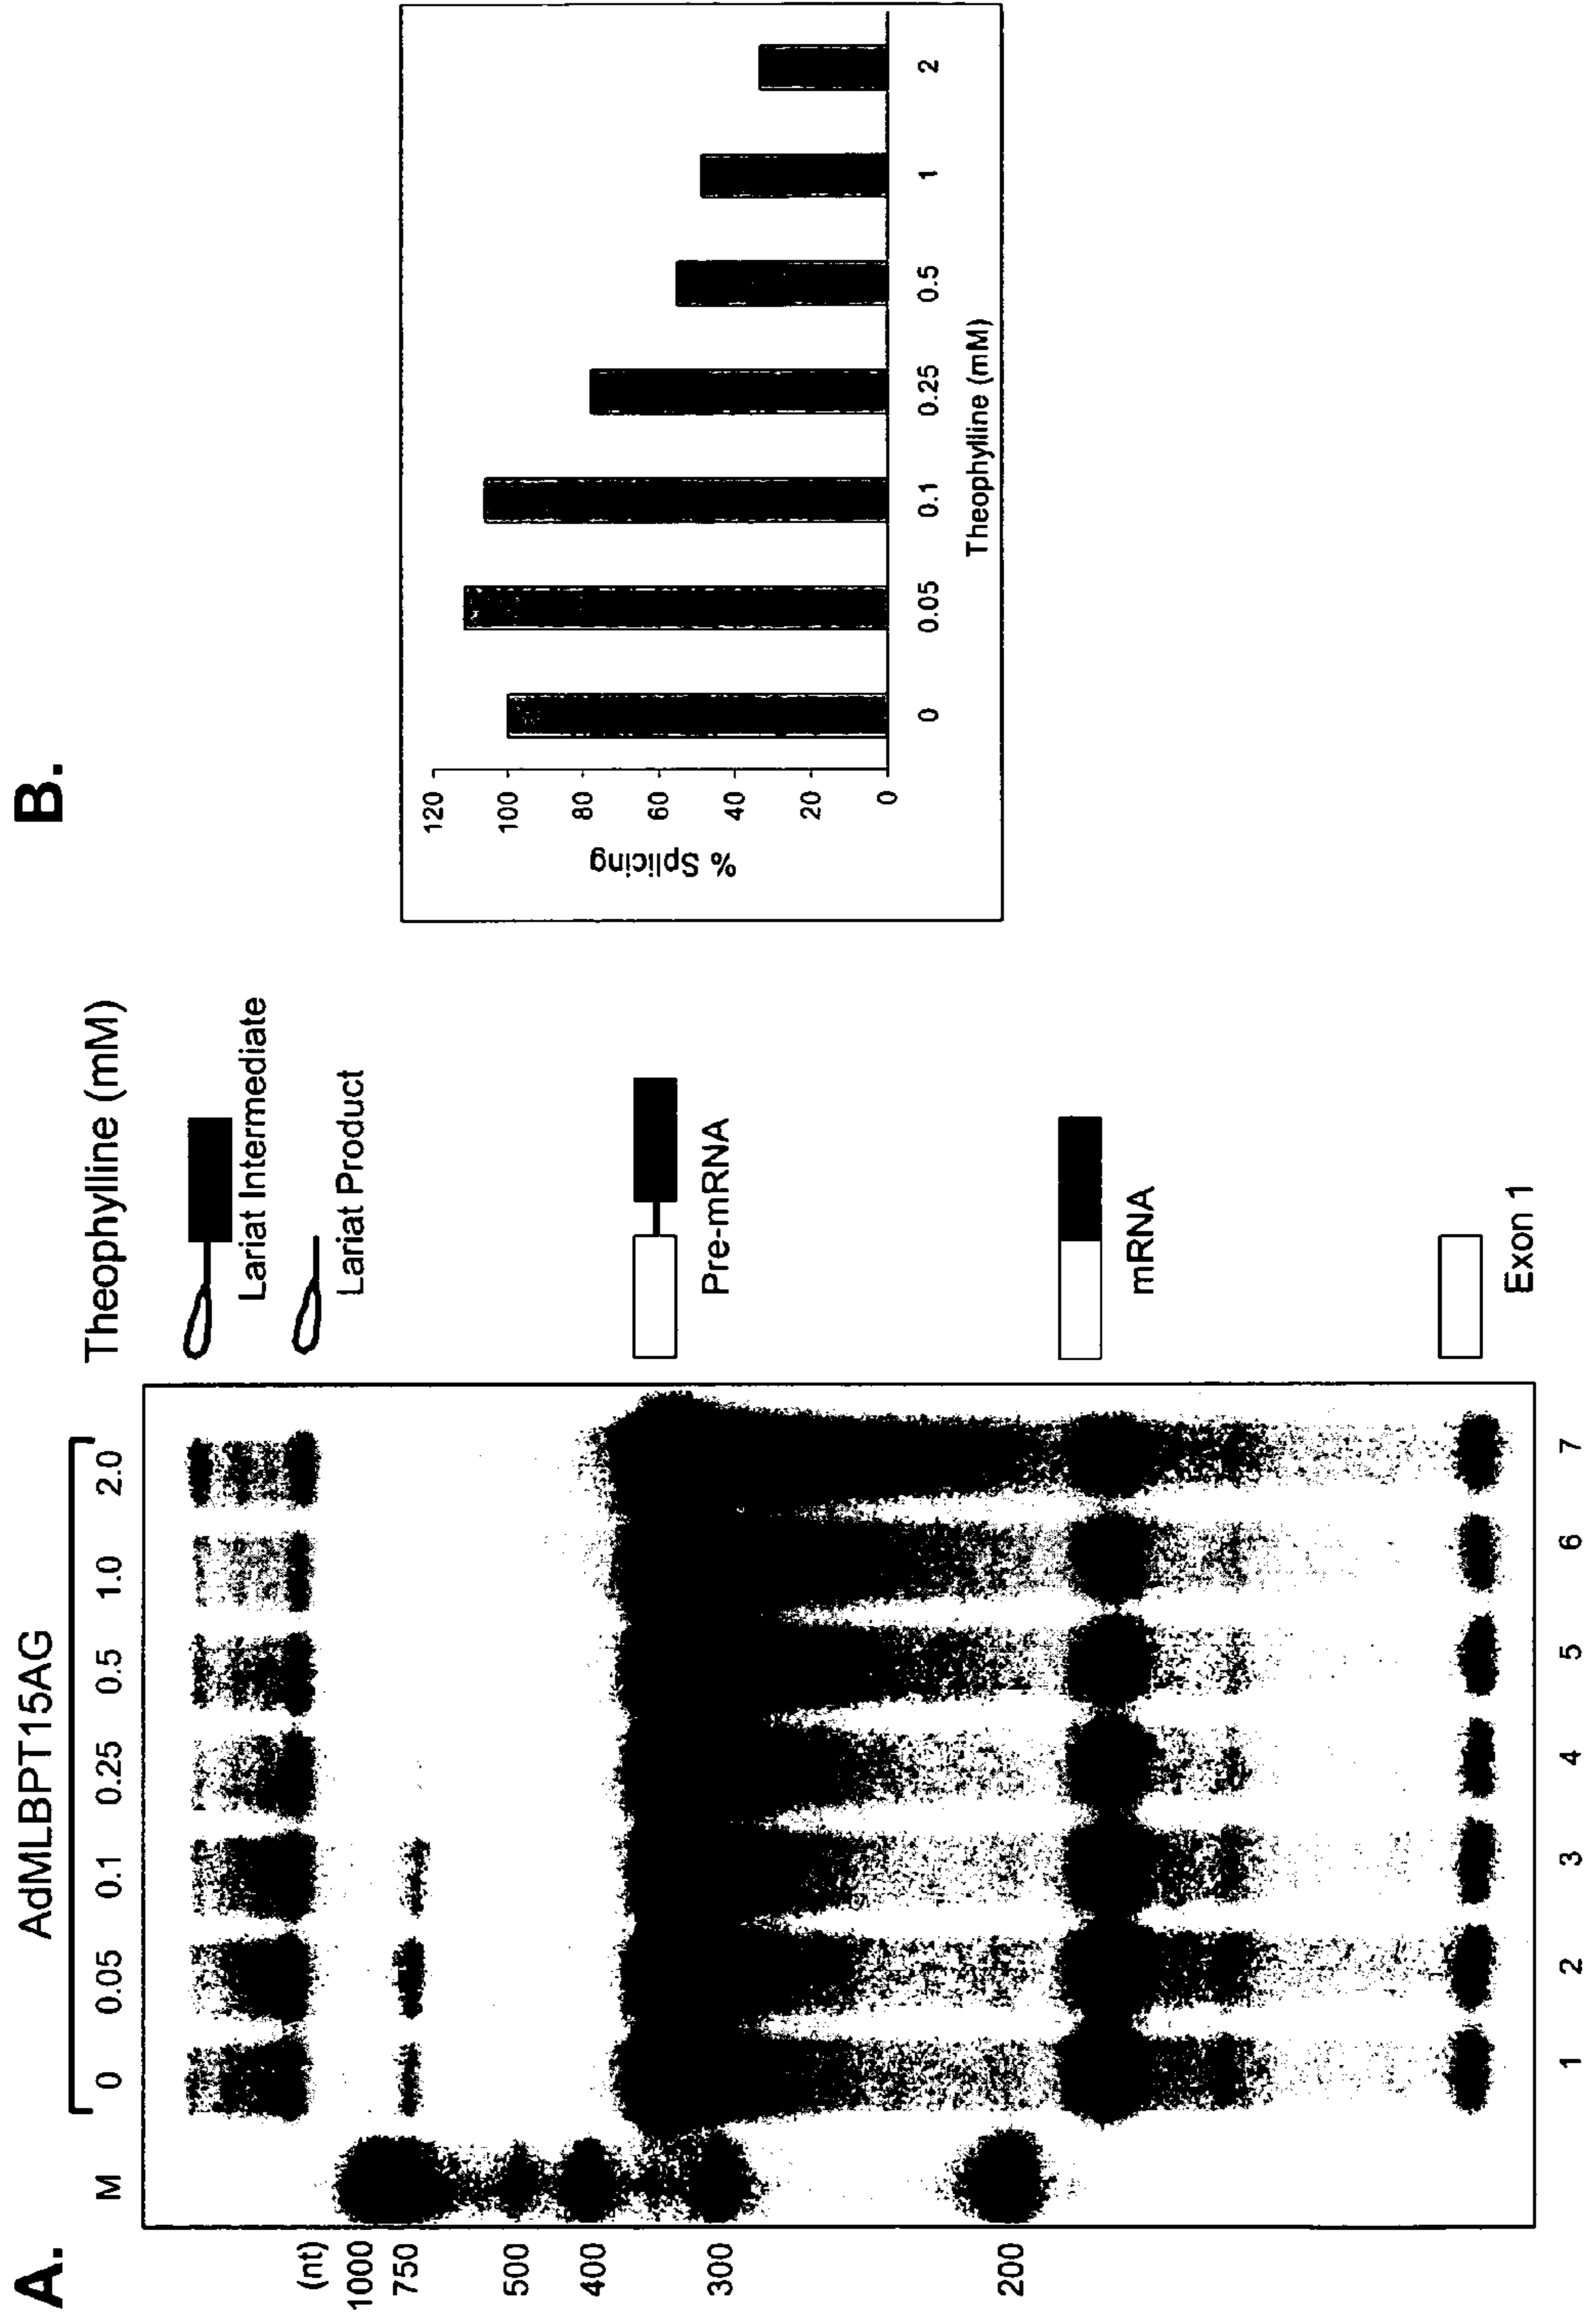 A.
AdMLBPT15AG
M 0 0.05 0.1 0.25 0.5 1.0 2.0 Theophylline (mM)
(nt)
1000
750
500
400
300
200
Lariat Intermediate
Lariat Product
Pre-mRNA
mRNA
Exon 1
1 2 3 4 5 6 7
B.
% Splicing
120
100
80
60
40
20
0
0 0.05 0.1 0.25 0.5 1 2
Theophylline (mM)